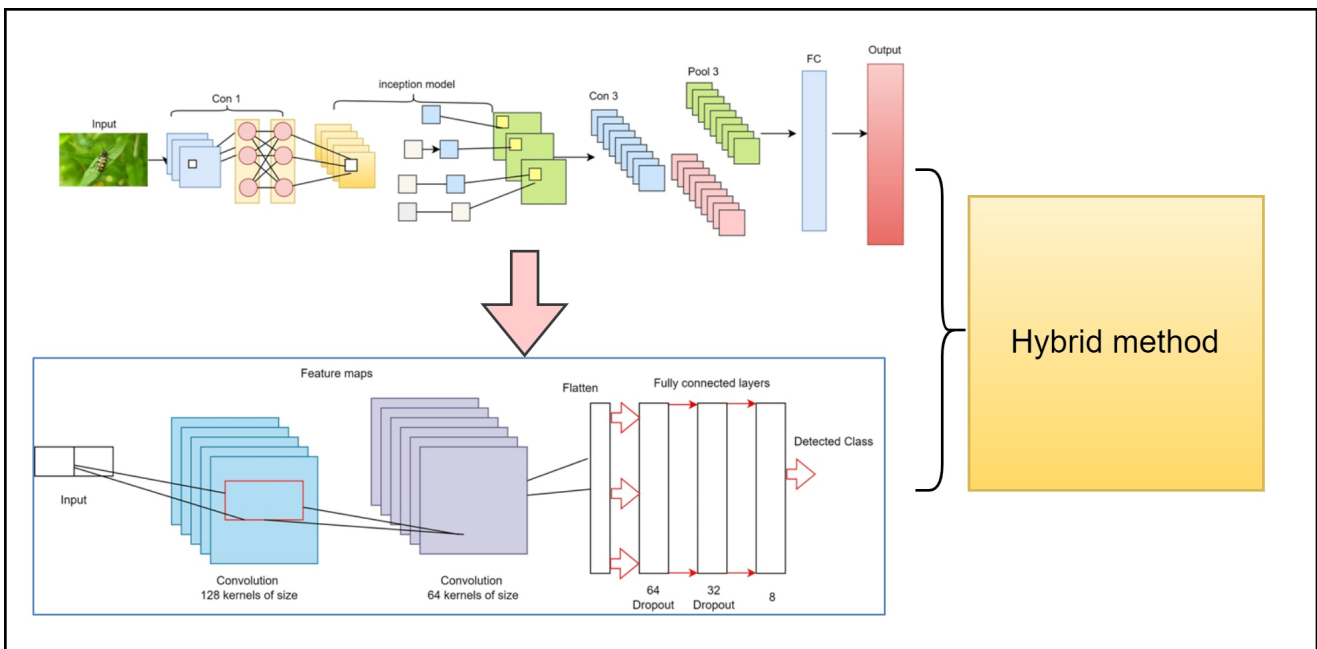 Input
Con 1
inception model
Con 3
Pool 3
FC
Output
Hybrid method
Feature maps
Input
Convolution
128 kernels of size
Convolution
64 kernels of size
Flatten
Fully connected layers
64
Dropout
32
Dropout
8
Detected Class